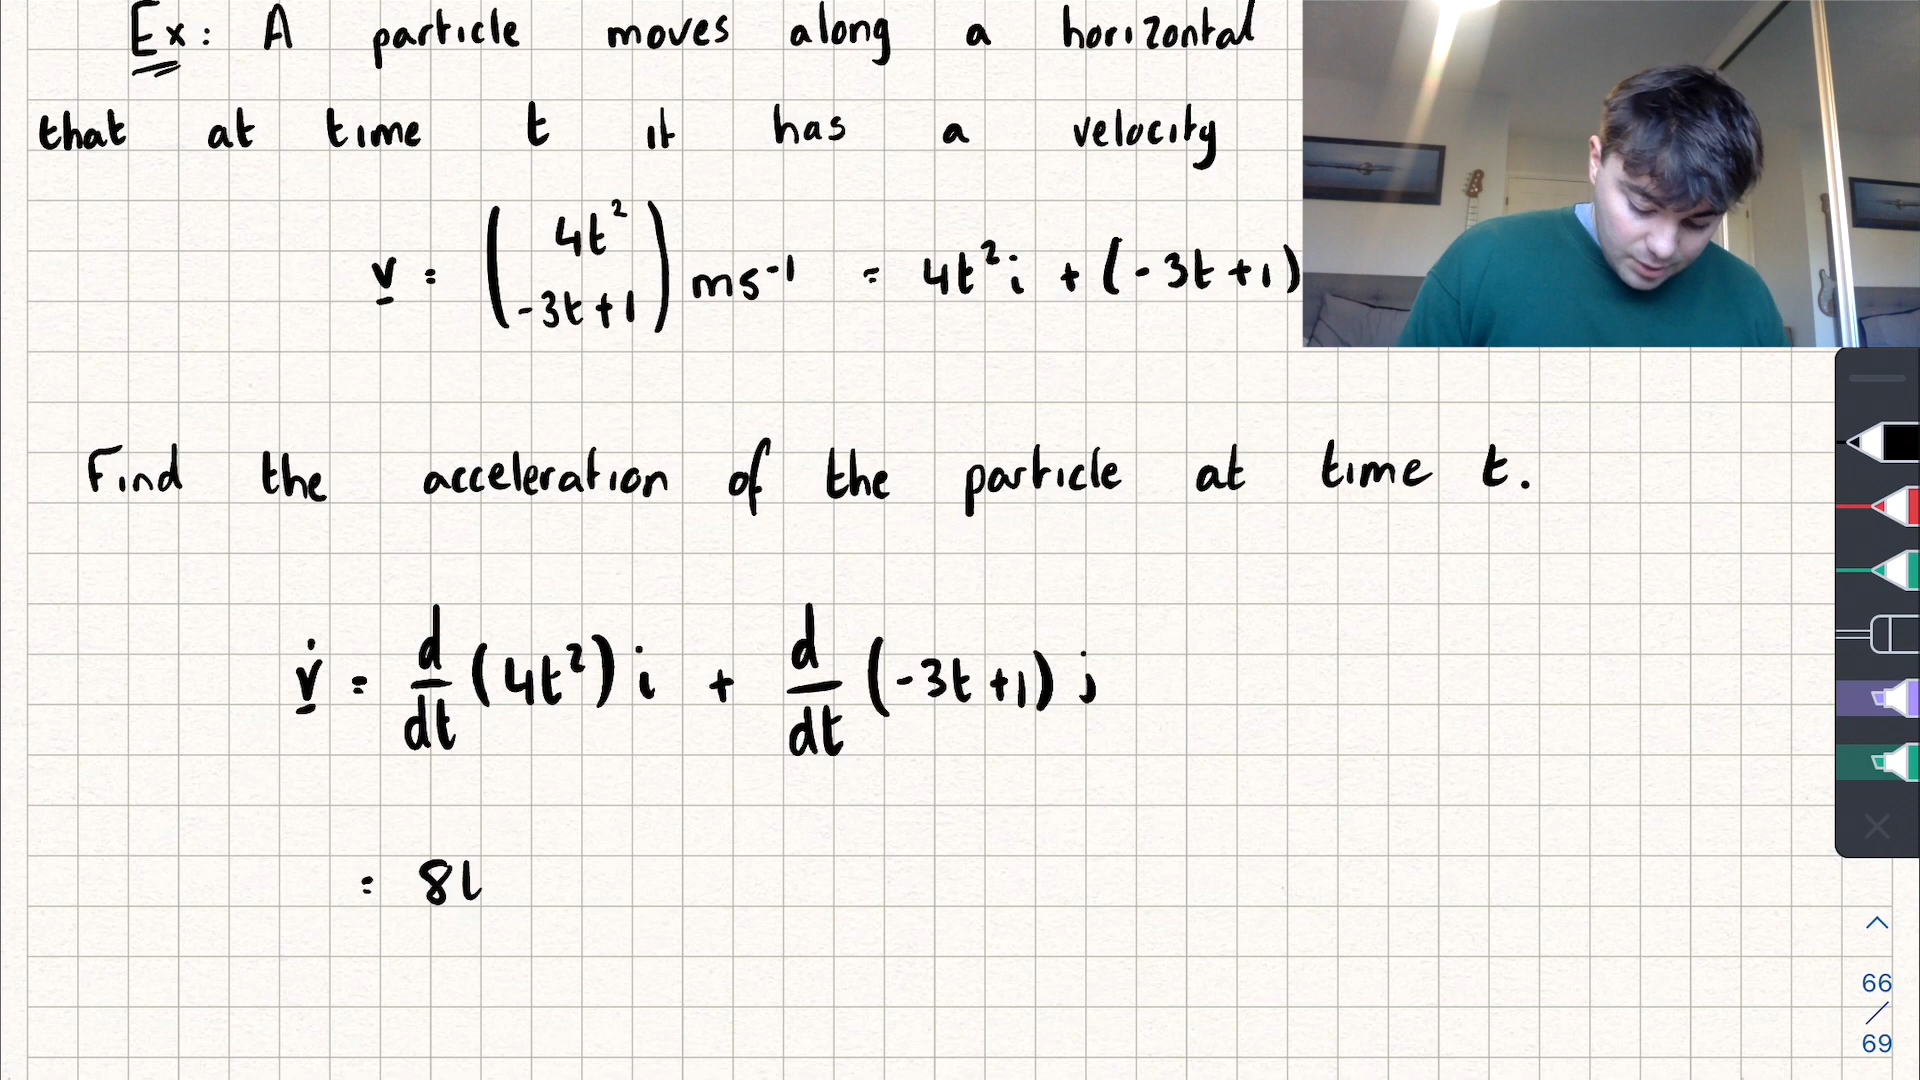 Ex: A particle moves along a horizontal
that at time t it has a velocity
v = (4t² / -3t+1) ms⁻¹ = 4t²i + (-3t+1)
Find the acceleration of the particle at time t.
v̇ = d/dt (4t²) i + d/dt (-3t+1) j
= 8
66
/
69